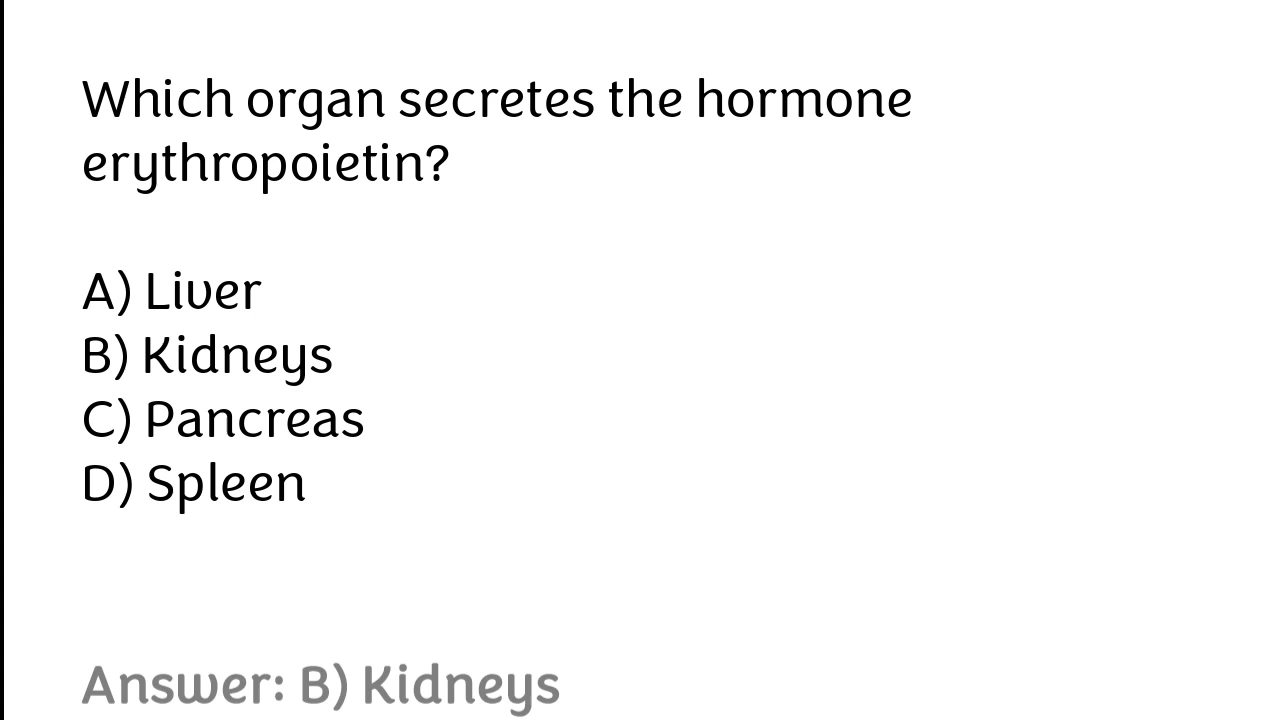 Which organ secretes the hormone
erythropoietin?
A) Liver
B) Kidneys
C) Pancreas
D) Spleen
Answer: B) Kidneys